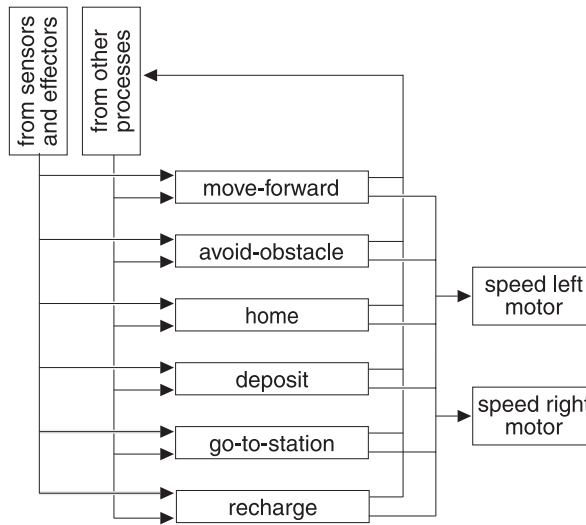 from sensors
and effectors
from other
processes
move-forward
avoid-obstacle
home
deposit
go-to-station
recharge
speed left
motor
speed right
motor